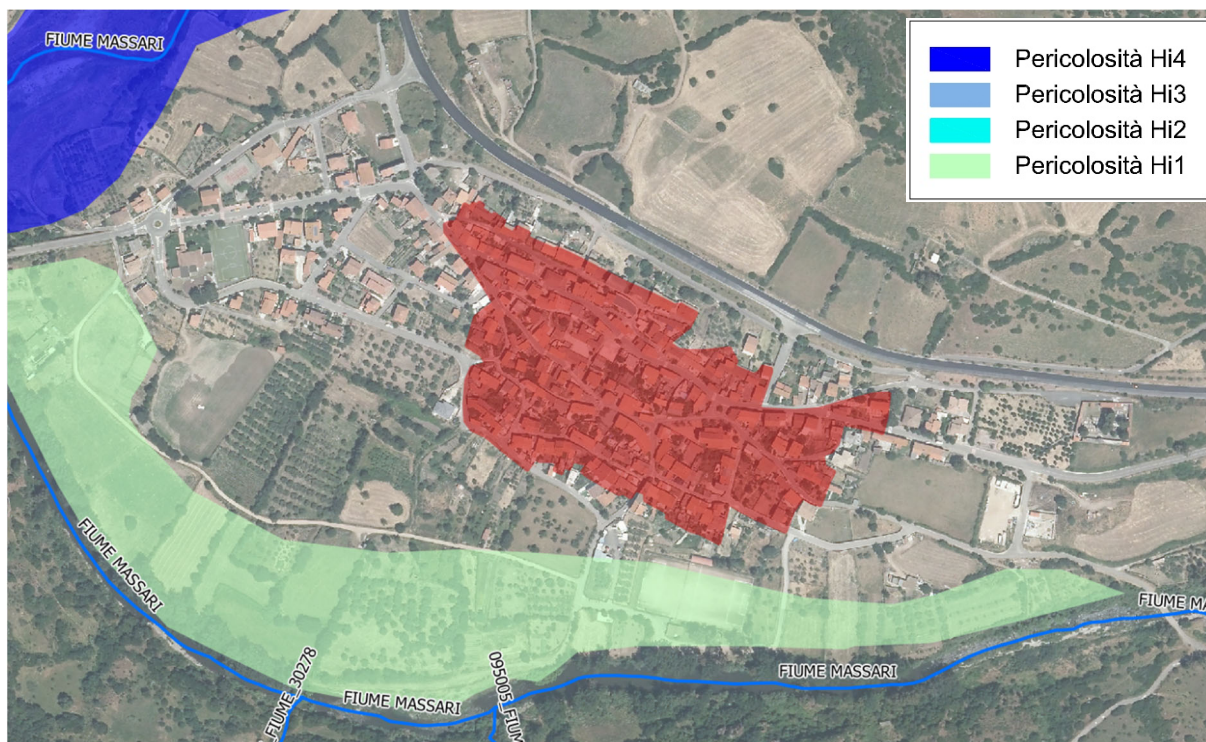 FIUME MASSARI
Pericolosità Hi4
Pericolosità Hi3
Pericolosità Hi2
Pericolosità Hi1
FIUME MASSARI
FIUME_30278
FIUME MASSARI
095005_FIUM
FIUME MASSARI
FIUME MA